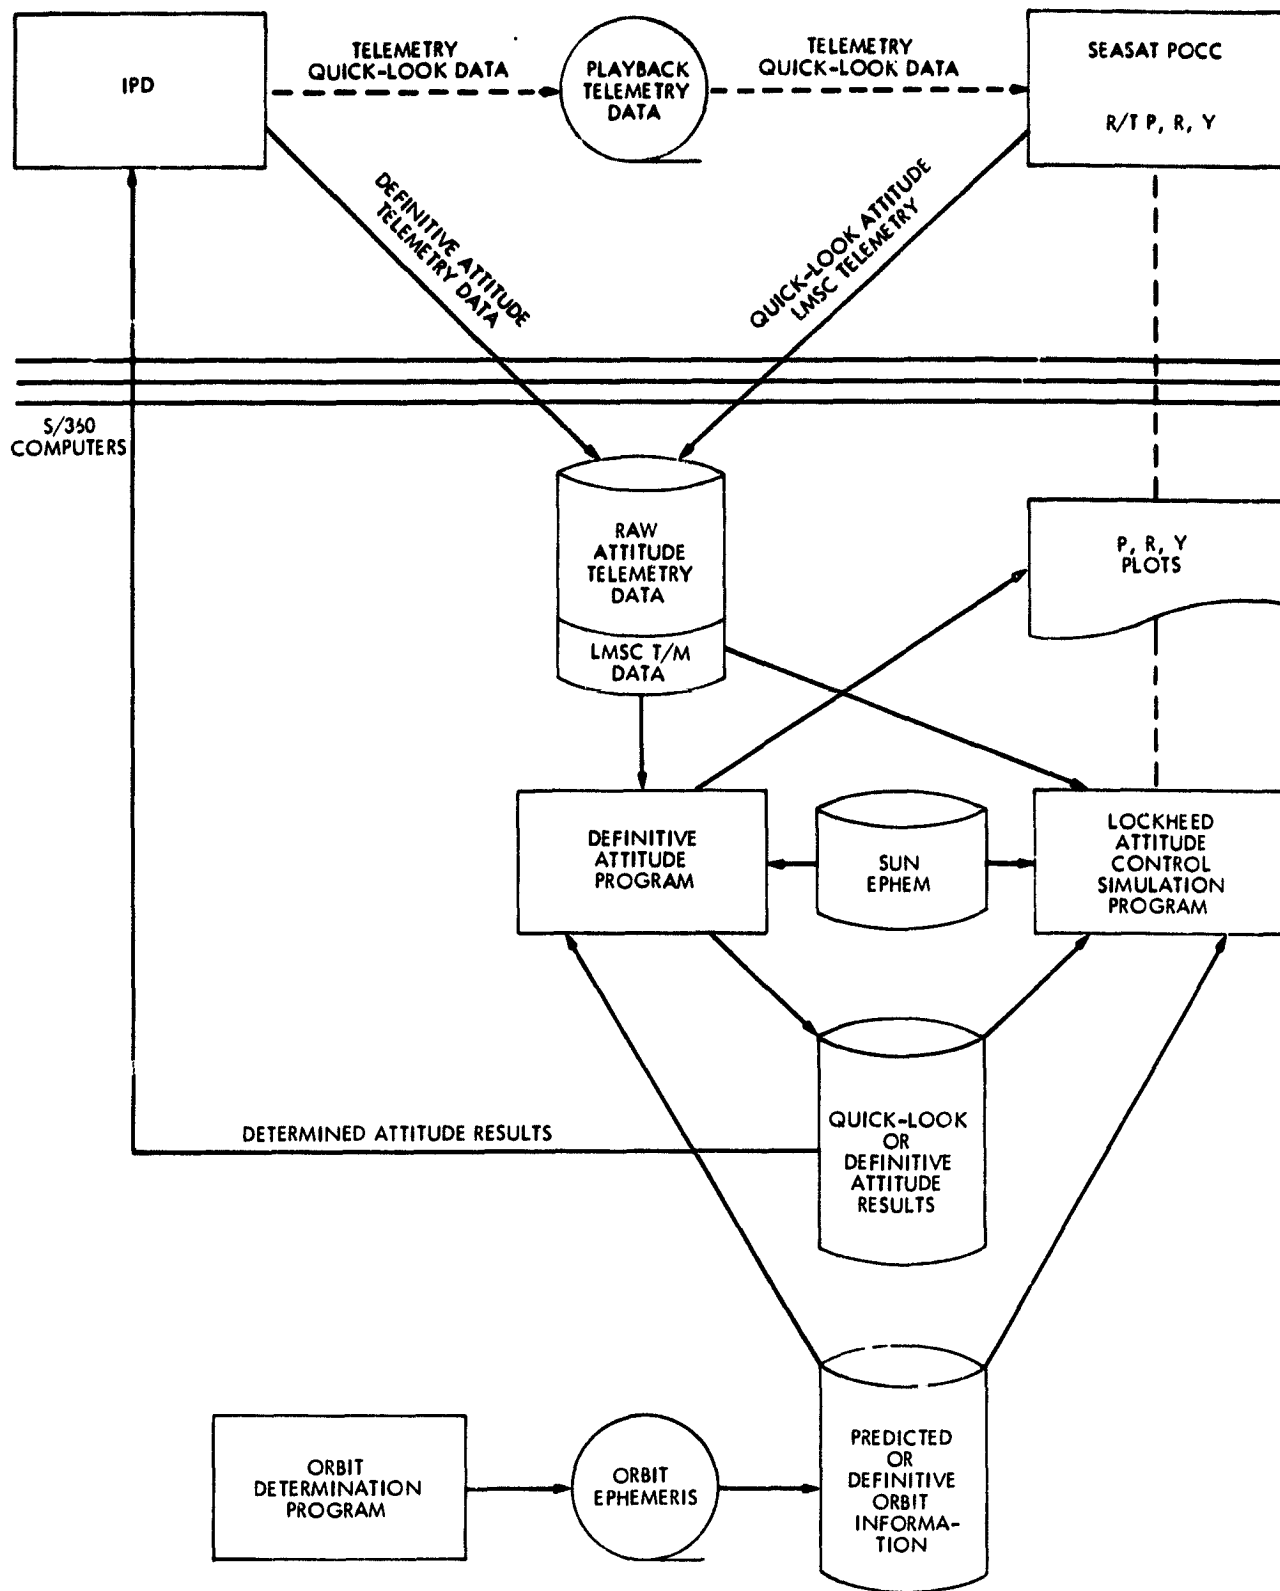 IPD
TELEMETRY
QUICK-LOOK DATA
PLAYBACK
TELEMETRY
DATA
TELEMETRY
QUICK-LOOK DATA
SEASAT POCC
R/T P, R, Y
DEFINITIVE ATTITUDE
TELEMETRY DATA
QUICK-LOOK ATTITUDE
LMSC TELEMETRY
S/360
COMPUTERS
RAW
ATTITUDE
TELEMETRY
DATA
LMSC T/M
DATA
P, R, Y
PLOTS
DEFINITIVE
ATTITUDE
PROGRAM
SUN
EPHEM
LOCKHEED
ATTITUDE
CONTROL
SIMULATION
PROGRAM
DETERMINED ATTITUDE RESULTS
QUICK-LOOK
OR
DEFINITIVE
ATTITUDE
RESULTS
ORBIT
DETERMINATION
PROGRAM
ORBIT
EPHEMERIS
PREDICTED
OR
DEFINITIVE
ORBIT
INFORMA-
TION